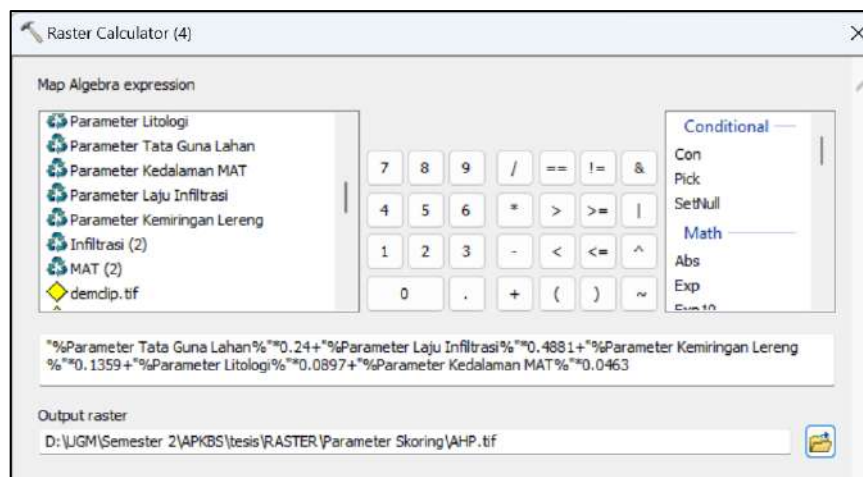 Raster Calculator (4)
Map Algebra expression
Parameter Litologi
Parameter Tata Guna Lahan
Parameter Kedalaman MAT
Parameter Laju Infiltrasi
Parameter Kemiringan Lereng
Infiltrasi (2)
MAT (2)
demclip.tif
7 8 9 / == != &
4 5 6 * > >= |
1 2 3 - < <= ^
0 . + ( ) ~
Conditional
Con
Pick
SetNull
Math
Abs
Exp
Exp10
"%Parameter Tata Guna Lahan%"*0.24+"%Parameter Laju Infiltrasi%"*0.4881+"%Parameter Kemiringan Lereng
%"*0.1359+"%Parameter Litologi%"*0.0897+"%Parameter Kedalaman MAT%"*0.0463
Output raster
D:\UGM\Semester 2\APKBS\tesis\RASTER\Parameter Skoring\AHP.tif